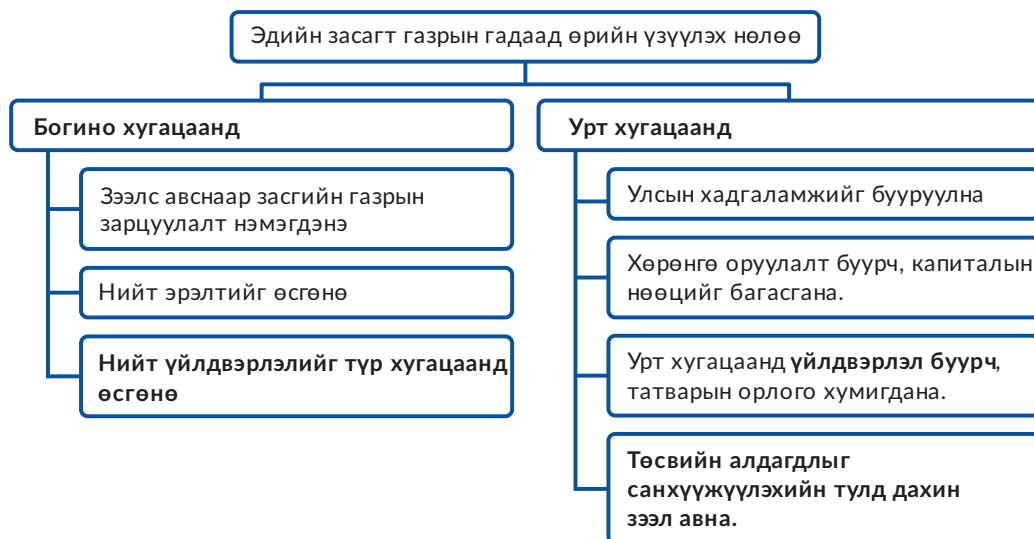 Эдийн засагт газрын гадаад өрийн үзүүлэх нөлөө
Богино хугацаанд
Зээлс авснаар засгийн газрын
зарцуулалт нэмэгдэнэ
Нийт эрэлтийг өсгөнө
Нийт үйлдвэрлэлийг түр хугацаанд
өсгөнө
Урт хугацаанд
Улсын хадгаламжийг бууруулна
Хөрөнгө оруулалт буурч, капиталын
нөөцийг багасгана.
Урт хугацаанд үйлдвэрлэл буурч,
татварын орлого хумигдана.
Төсвийн алдагдлыг
санхүүжүүлэхийн тулд дахин
зээл авна.